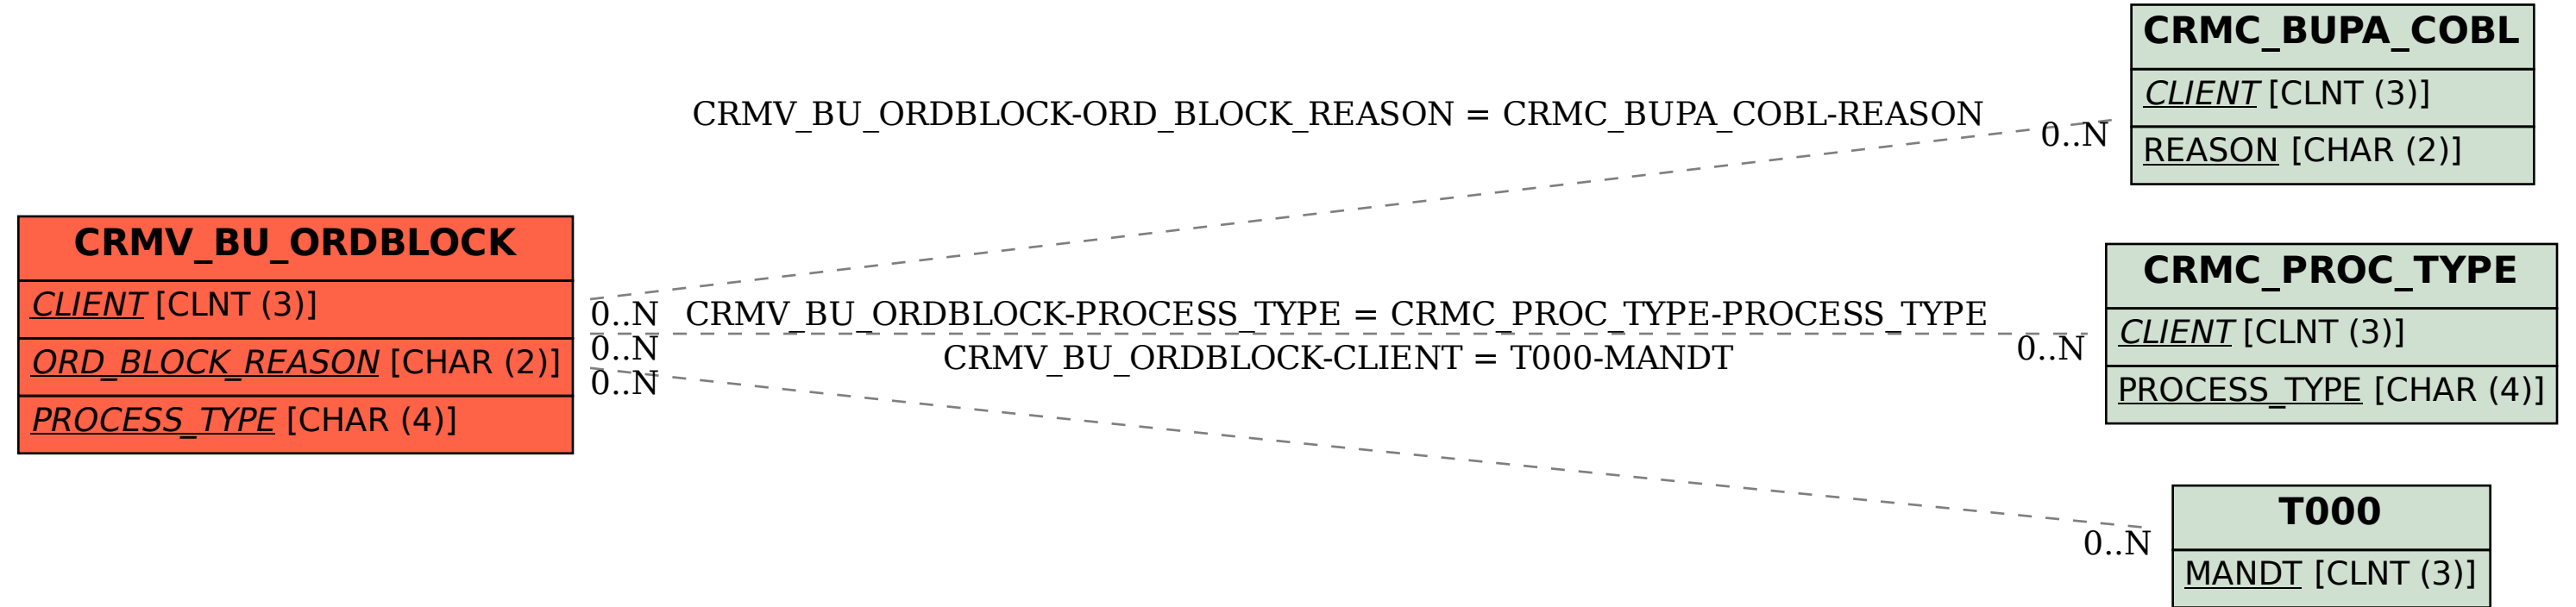 CRMC_BUPA_COBL
CLIENT [CLNT (3)]
REASON [CHAR (2)]
CRMV_BU_ORDBLOCK-ORD_BLOCK_REASON = CRMC_BUPA_COBL-REASON
0..N
CRMV_BU_ORDBLOCK
CLIENT [CLNT (3)]
ORD_BLOCK_REASON [CHAR (2)]
PROCESS_TYPE [CHAR (4)]
0..N
CRMV_BU_ORDBLOCK-PROCESS_TYPE = CRMC_PROC_TYPE-PROCESS_TYPE
0..N
0..N
CRMV_BU_ORDBLOCK-CLIENT = T000-MANDT
0..N
CRMC_PROC_TYPE
CLIENT [CLNT (3)]
PROCESS_TYPE [CHAR (4)]
0..N
T000
MANDT [CLNT (3)]